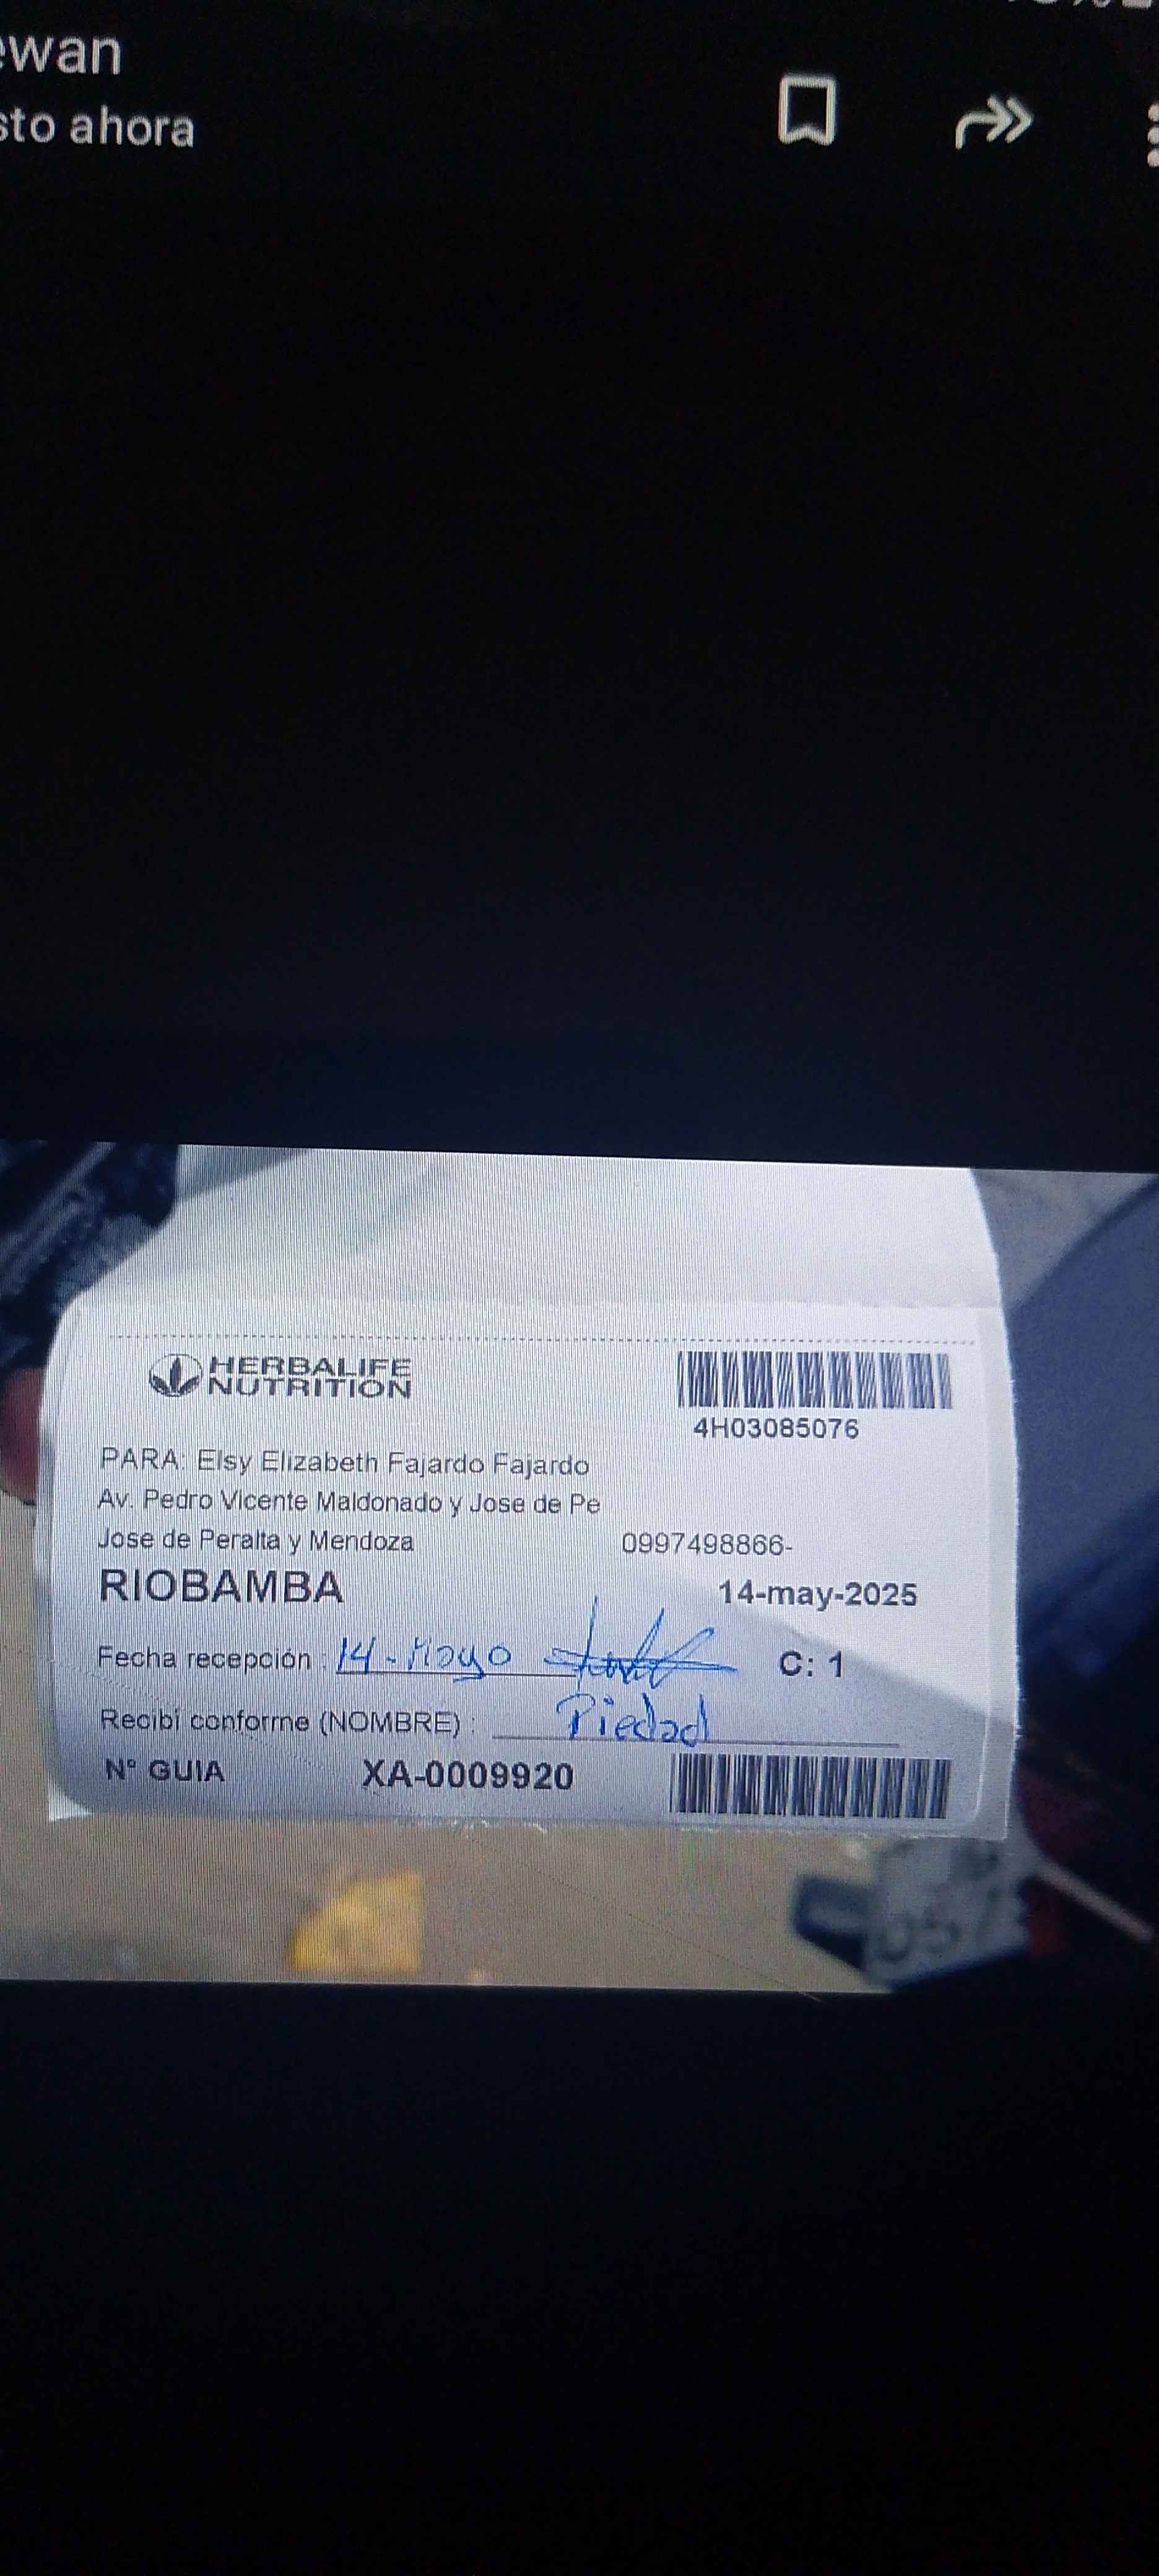 sto ahora
HERBALIFE
NUTRITION
4H03085076
PARA: Elsy Elizabeth Fajardo Fajardo
Av. Pedro Vicente Maldonado y Jose de Pe
Jose de Peralta y Mendoza 0997498866-
RIOBAMBA 14-may-2025
Fecha recepción : 14-Mayo C: 1
Recibí conforme (NOMBRE) : Piedad
N° GUIA XA-0009920